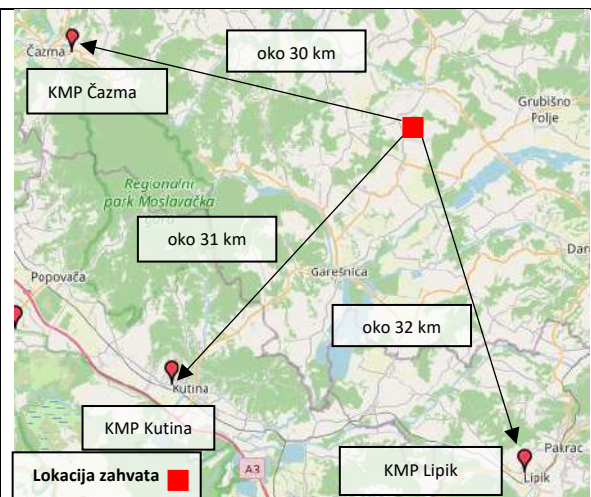 Čazma
oko 30 km
KMP Čazma
Grubišno
Polje
Regionalni
park Moslavačka
gora
oko 31 km
Popovača
Garešnica
Dar
oko 32 km
Kutina
KMP Kutina
KMP Lipik
Pakrac
A3
Lipik
Lokacija zahvata